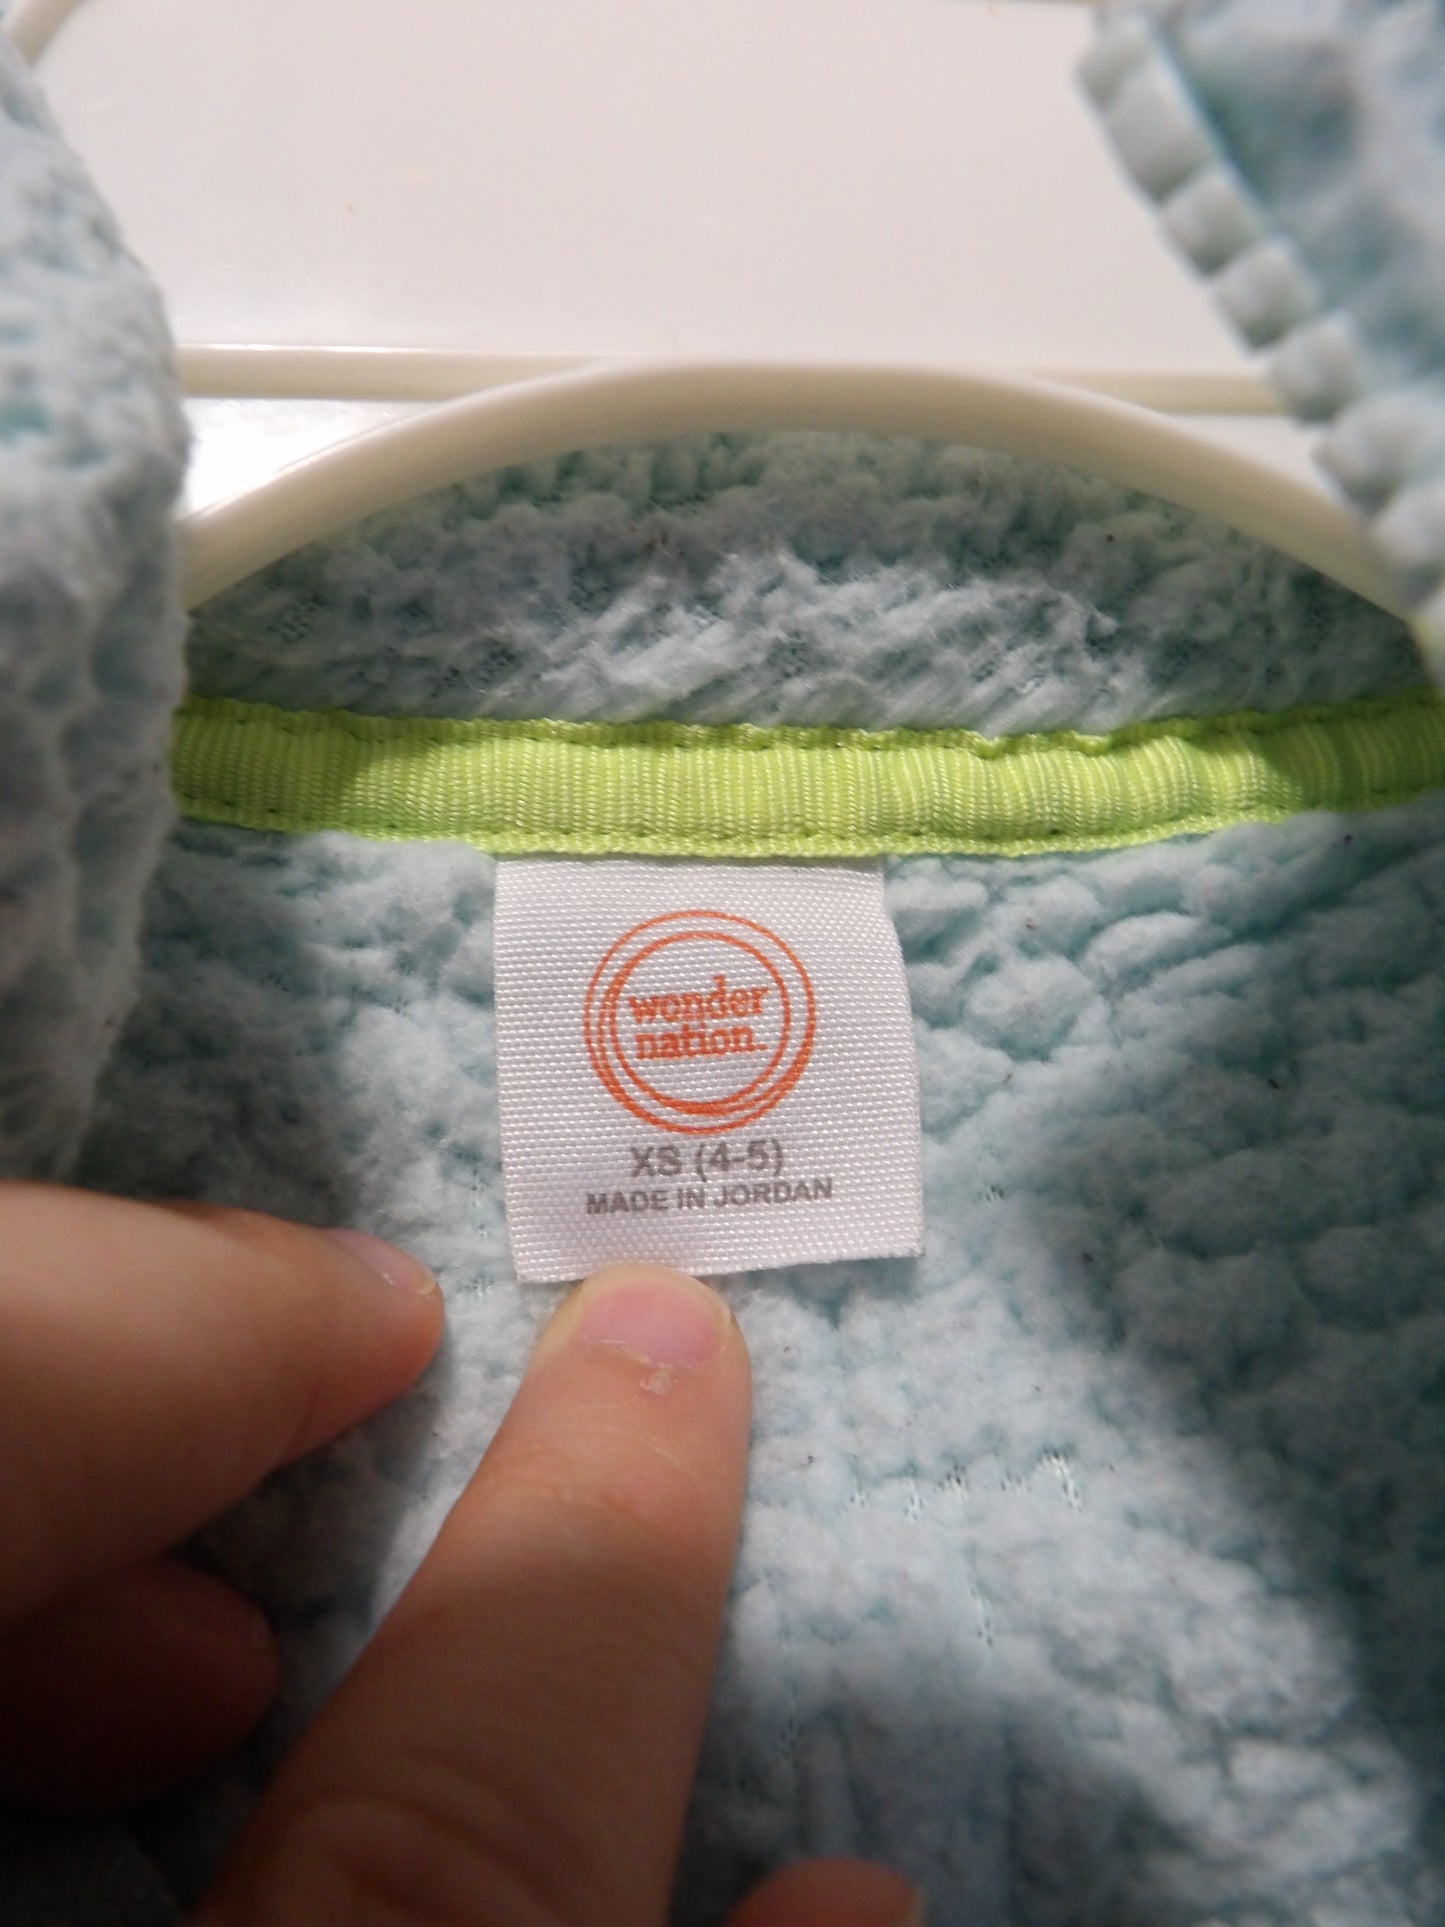 wonder
nation.
XS (4-5)
MADE IN JORDAN